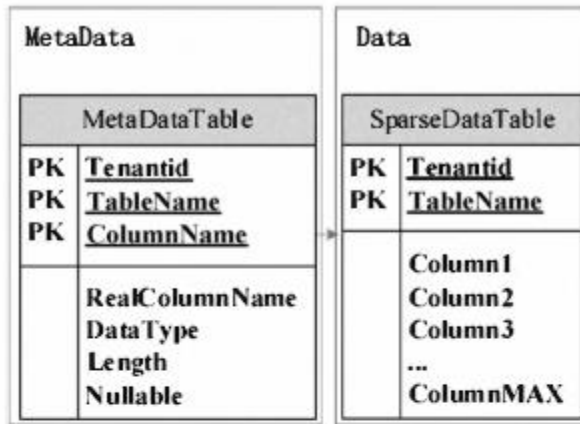 MetaData
MetaDataTable
PK Tenantid
PK TableName
PK ColumnName
RealColumnName
DataType
Length
Nullable
Data
SparseDataTable
PK Tenantid
PK TableName
Column1
Column2
Column3
...
ColumnMAX